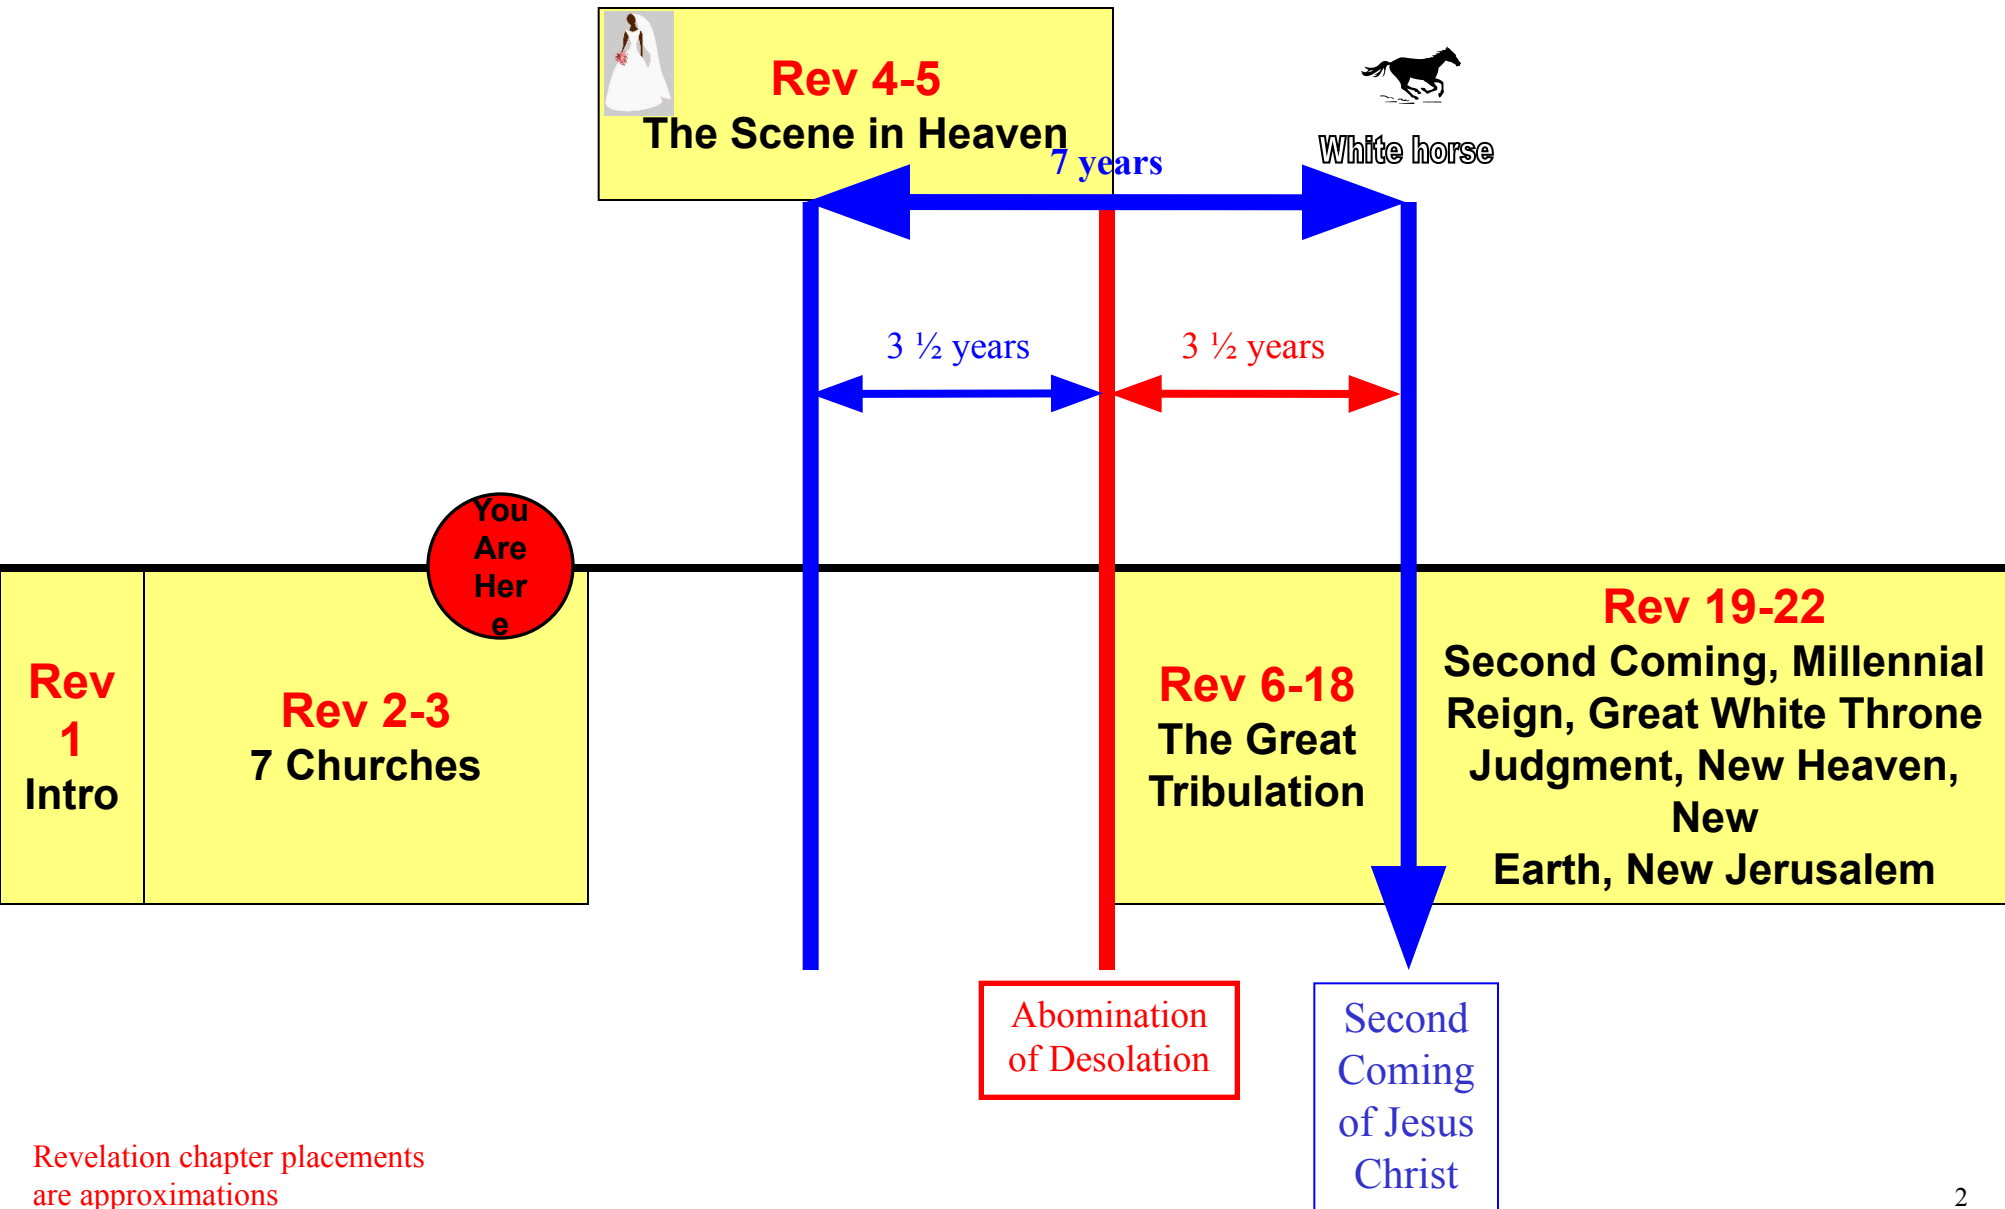 Rev 4-5
The Scene in Heaven
7 years
White horse
3 ½ years
3 ½ years
You
Are
Her
e
Rev
1
Intro
Rev 2-3
7 Churches
Rev 6-18
The Great
Tribulation
Rev 19-22
Second Coming, Millennial
Reign, Great White Throne
Judgment, New Heaven,
New
Earth, New Jerusalem
Abomination
of Desolation
Second
Coming
of Jesus
Christ
Revelation chapter placements
are approximations
2